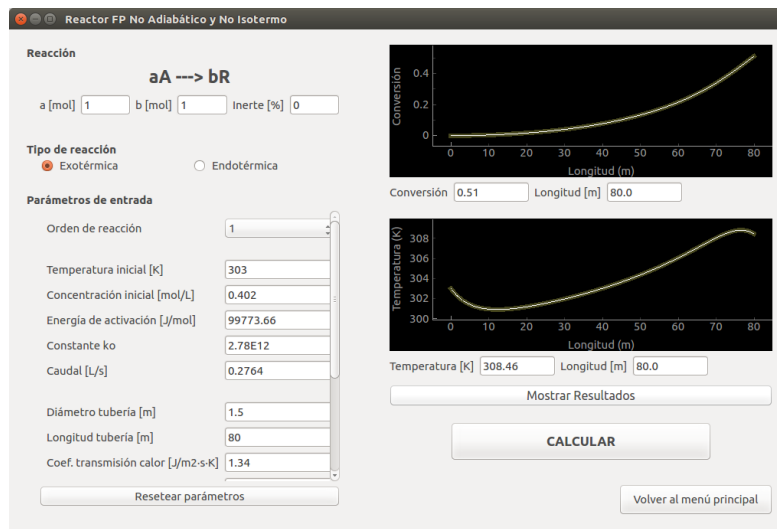 Reactor FP No Adiabático y No Isotermo
Reacción
aA ---> bR
a [mol] 1 b [mol] 1 Inerte [%] 0
Tipo de reacción
Exotérmica Endotérmica
Parámetros de entrada
Orden de reacción 1
Temperatura inicial [K] 303
Concentración inicial [mol/L] 0.402
Energía de activación [J/mol] 99773.66
Constante ko 2.78E12
Caudal [L/s] 0.2764
Diámetro tubería [m] 1.5
Longitud tubería [m] 80
Coef. transmisión calor [J/m2·s·K] 1.34
Resetear parámetros
Conversión
0.4
0.2
0
0 10 20 30 40 50 60 70 80
Longitud (m)
Conversión 0.51 Longitud [m] 80.0
Temperatura (K)
308
306
304
302
300
0 10 20 30 40 50 60 70 80
Longitud (m)
Temperatura [K] 308.46 Longitud [m] 80.0
Mostrar Resultados
CALCULAR
Volver al menú principal